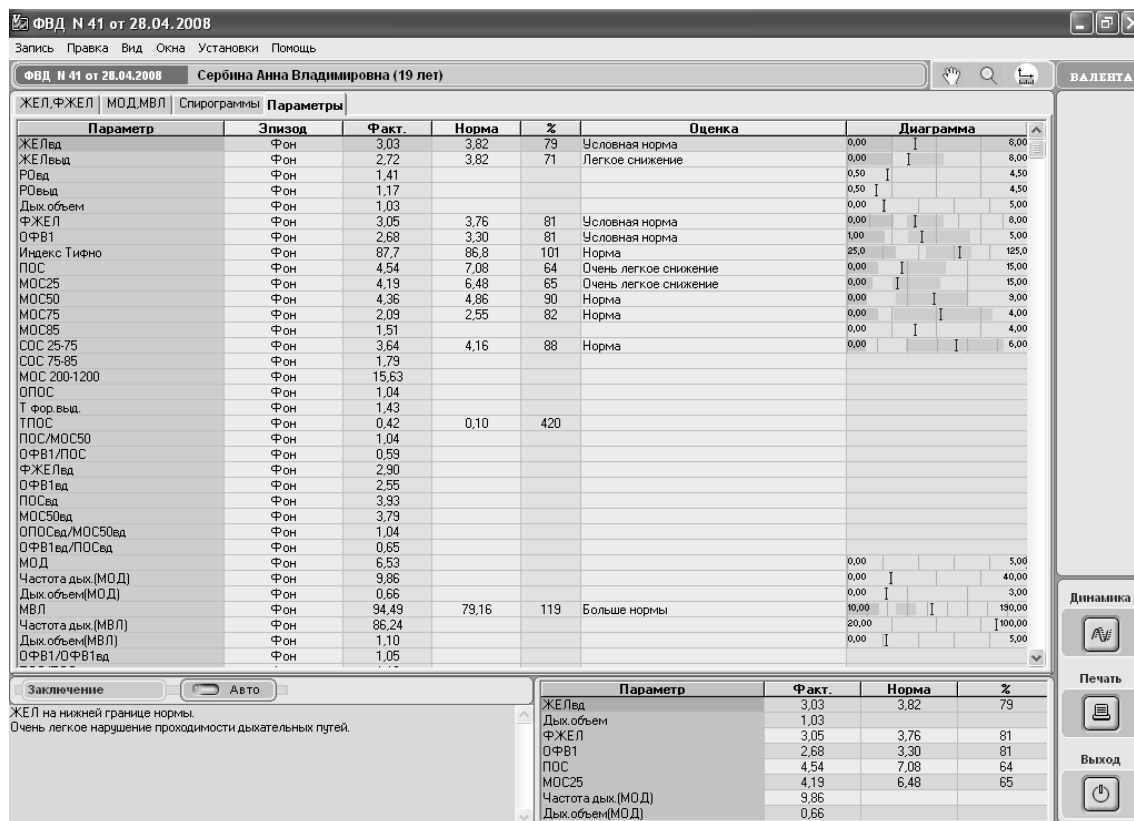 ФВД N 41 от 28.04.2008
Запись Правка Вид Окна Установки Помощь
ФВД N 41 от 28.04.2008 Сербина Анна Владимировна (19 лет) ВАЛЕНТА
ЖЕЛ,ФЖЕЛ МОД,МВЛ Спирограммы Параметры
Параметр Эпизод Факт. Норма % Оценка Диаграмма
ЖЕЛвд Фон 3,03 3,82 79 Условная норма 0,00 8,00
ЖЕЛвыд Фон 2,72 3,82 71 Легкое снижение 0,00 8,00
РОвд Фон 1,41 0,50 4,50
РОвыд Фон 1,17 0,50 4,50
Дых.объем Фон 1,03 0,00 5,00
ФЖЕЛ Фон 3,05 3,76 81 Условная норма 0,00 8,00
ОФВ1 Фон 2,68 3,30 81 Условная норма 1,00 5,00
Индекс Тифно Фон 87,7 86,8 101 Норма 25,0 125,0
ПОС Фон 4,54 7,08 64 Очень легкое снижение 0,00 15,00
МОС25 Фон 4,19 6,48 65 Очень легкое снижение 0,00 15,00
МОС50 Фон 4,36 4,86 90 Норма 0,00 9,00
МОС75 Фон 2,09 2,55 82 Норма 0,00 4,00
МОС85 Фон 1,51 0,00 4,00
СОС 25-75 Фон 3,64 4,16 88 Норма 0,00 6,00
СОС 75-85 Фон 1,79
МОС 200-1200 Фон 15,63
ОПОС Фон 1,04
Т фор.выд. Фон 1,43
ТПОС Фон 0,42 0,10 420
ПОС/МОС50 Фон 1,04
ОФВ1/ПОС Фон 0,59
ФЖЕЛвд Фон 2,90
ОФВ1вд Фон 2,55
ПОСвд Фон 3,93
МОС50вд Фон 3,79
ОПОСвд/МОС50вд Фон 1,04
ОФВ1вд/ПОСвд Фон 0,65
МОД Фон 6,53 0,00 5,00
Частота дых.(МОД) Фон 9,86 0,00 40,00
Дых.объем(МОД) Фон 0,66 0,00 3,00
МВЛ Фон 94,49 79,16 119 Больше нормы 10,00 190,00
Частота дых.(МВЛ) Фон 86,24 20,00 100,00
Дых.объем(МВЛ) Фон 1,10 0,00 5,00
ОФВ1/ОФВ1вд Фон 1,05
Динамика
Печать
Выход
Заключение Авто
ЖЕЛ на нижней границе нормы.
Очень легкое нарушение проходимости дыхательных путей.
Параметр Факт. Норма %
ЖЕЛвд 3,03 3,82 79
Дых.объем 1,03
ФЖЕЛ 3,05 3,76 81
ОФВ1 2,68 3,30 81
ПОС 4,54 7,08 64
МОС25 4,19 6,48 65
Частота дых.(МОД) 9,86
Дых.объем(МОД) 0,66